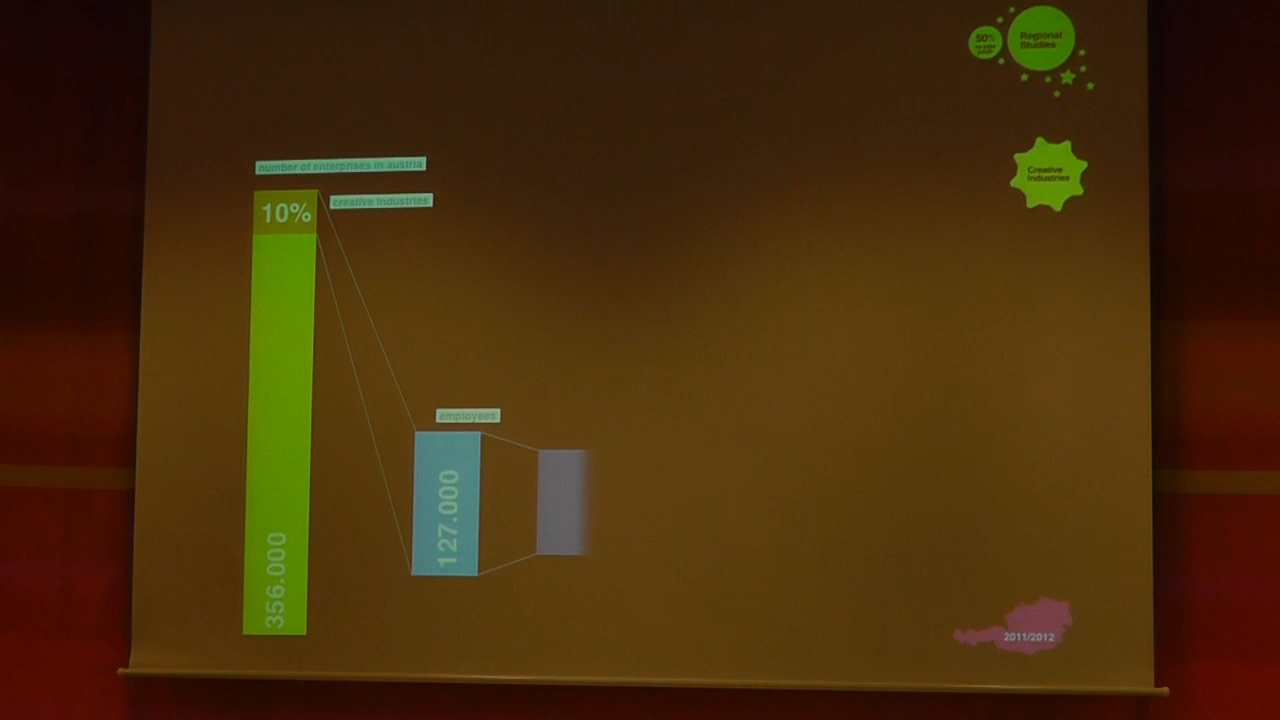 50%
Regional
Studies
number of enterprises in austria
creative industries
10%
Creative
Industries
employees
127.000
356.000
2011/2012